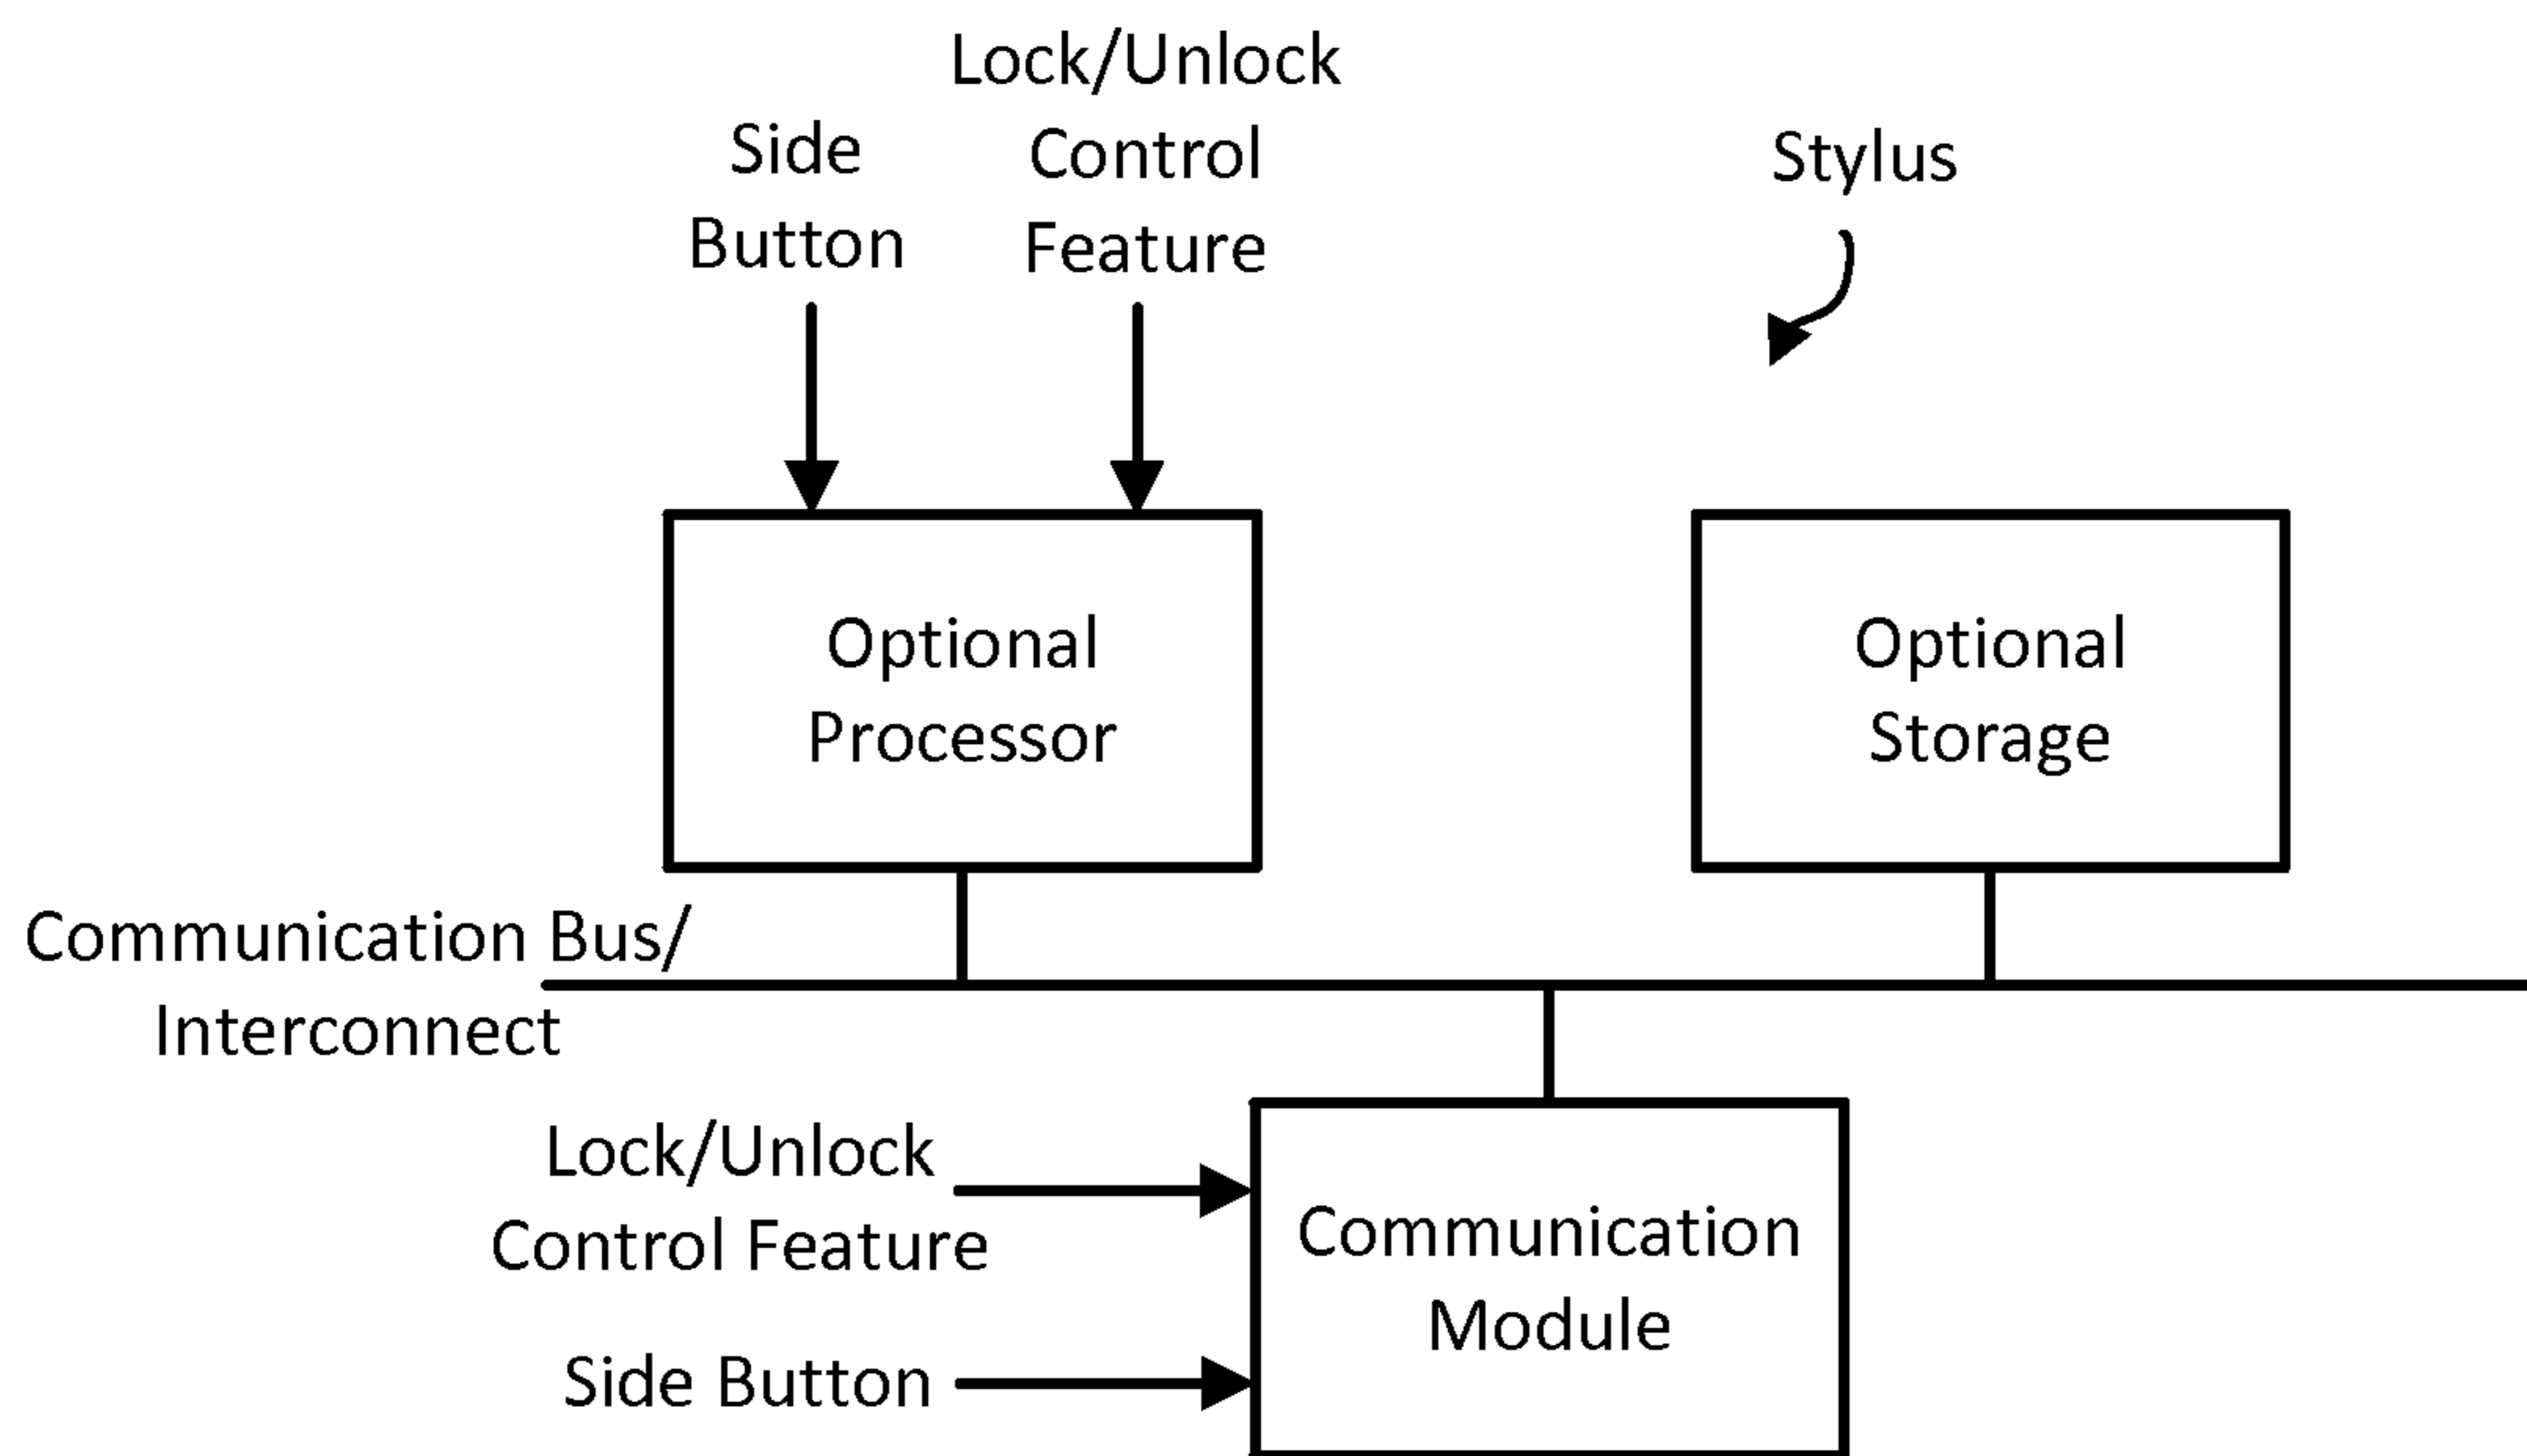 Lock/Unlock
Control
Feature
Side
Button
Stylus
Optional
Processor
Optional
Storage
Communication Bus/
Interconnect
Lock/Unlock
Control Feature
Side Button
Communication
Module